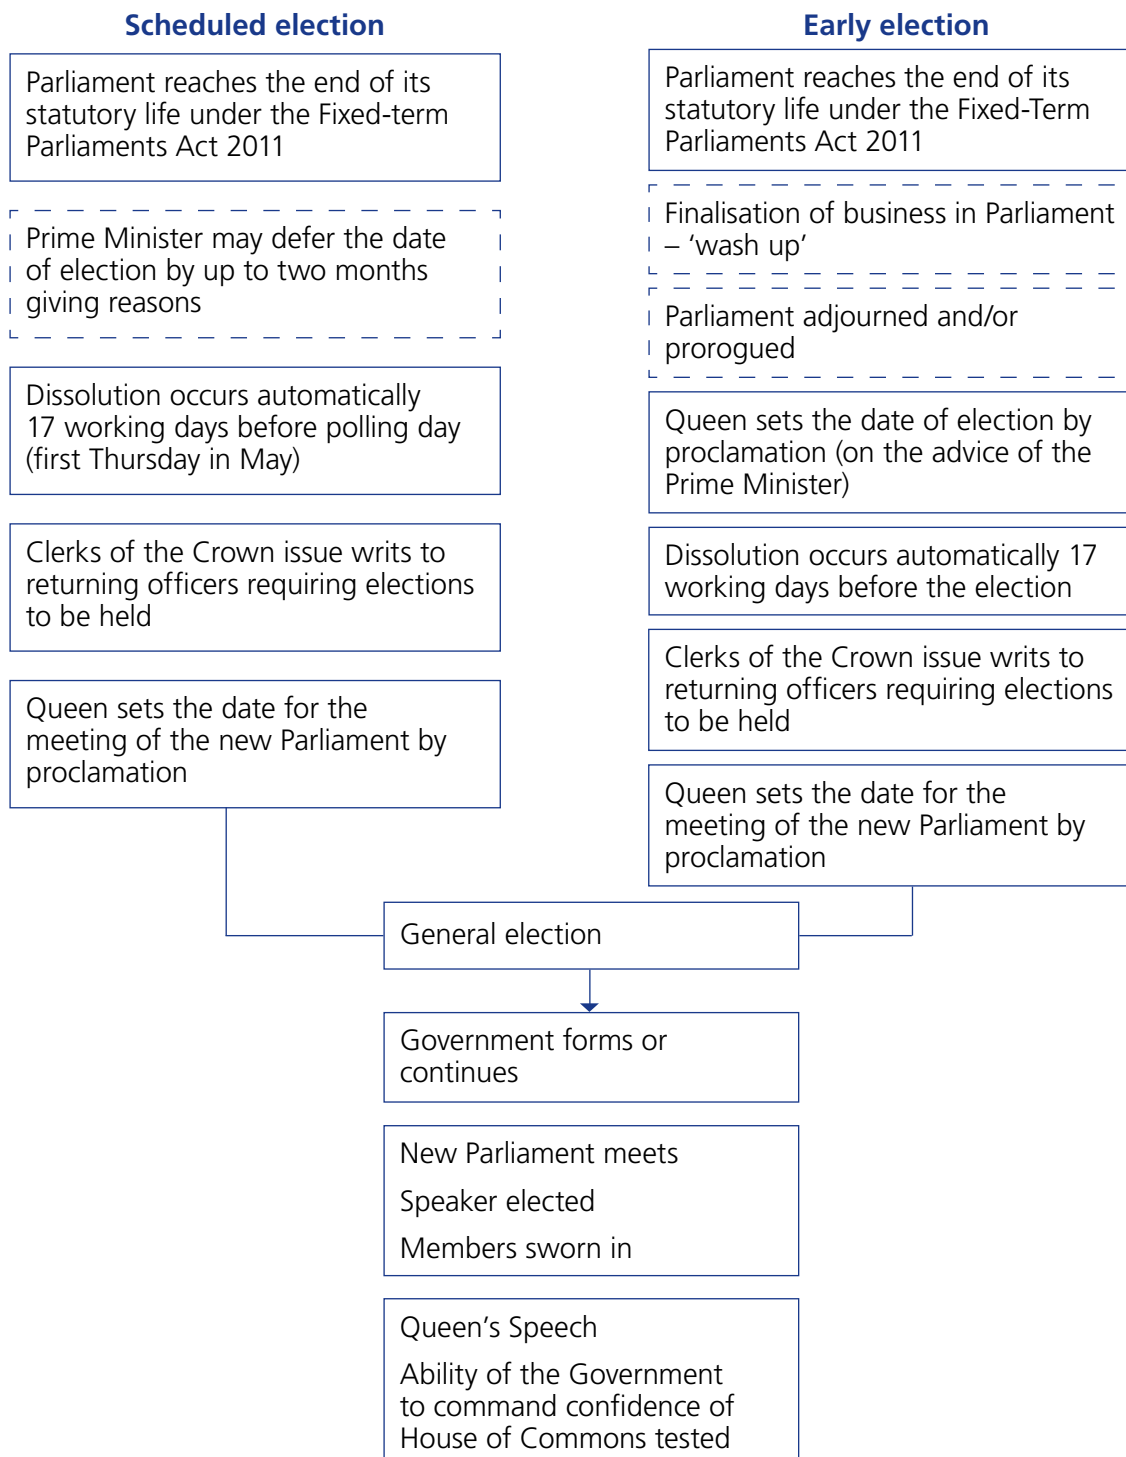 Scheduled election
Parliament reaches the end of its
statutory life under the Fixed-term
Parliaments Act 2011
Prime Minister may defer the date
of election by up to two months
giving reasons
Dissolution occurs automatically
17 working days before polling day
(first Thursday in May)
Clerks of the Crown issue writs to
returning officers requiring elections
to be held
Queen sets the date for the
meeting of the new Parliament by
proclamation
Early election
Parliament reaches the end of its
statutory life under the Fixed-Term
Parliaments Act 2011
Finalisation of business in Parliament
– ‘wash up’
Parliament adjourned and/or
prorogued
Queen sets the date of election by
proclamation (on the advice of the
Prime Minister)
Dissolution occurs automatically 17
working days before the election
Clerks of the Crown issue writs to
returning officers requiring elections
to be held
Queen sets the date for the
meeting of the new Parliament by
proclamation
General election
Government forms or
continues
New Parliament meets
Speaker elected
Members sworn in
Queen’s Speech
Ability of the Government
to command confidence of
House of Commons tested